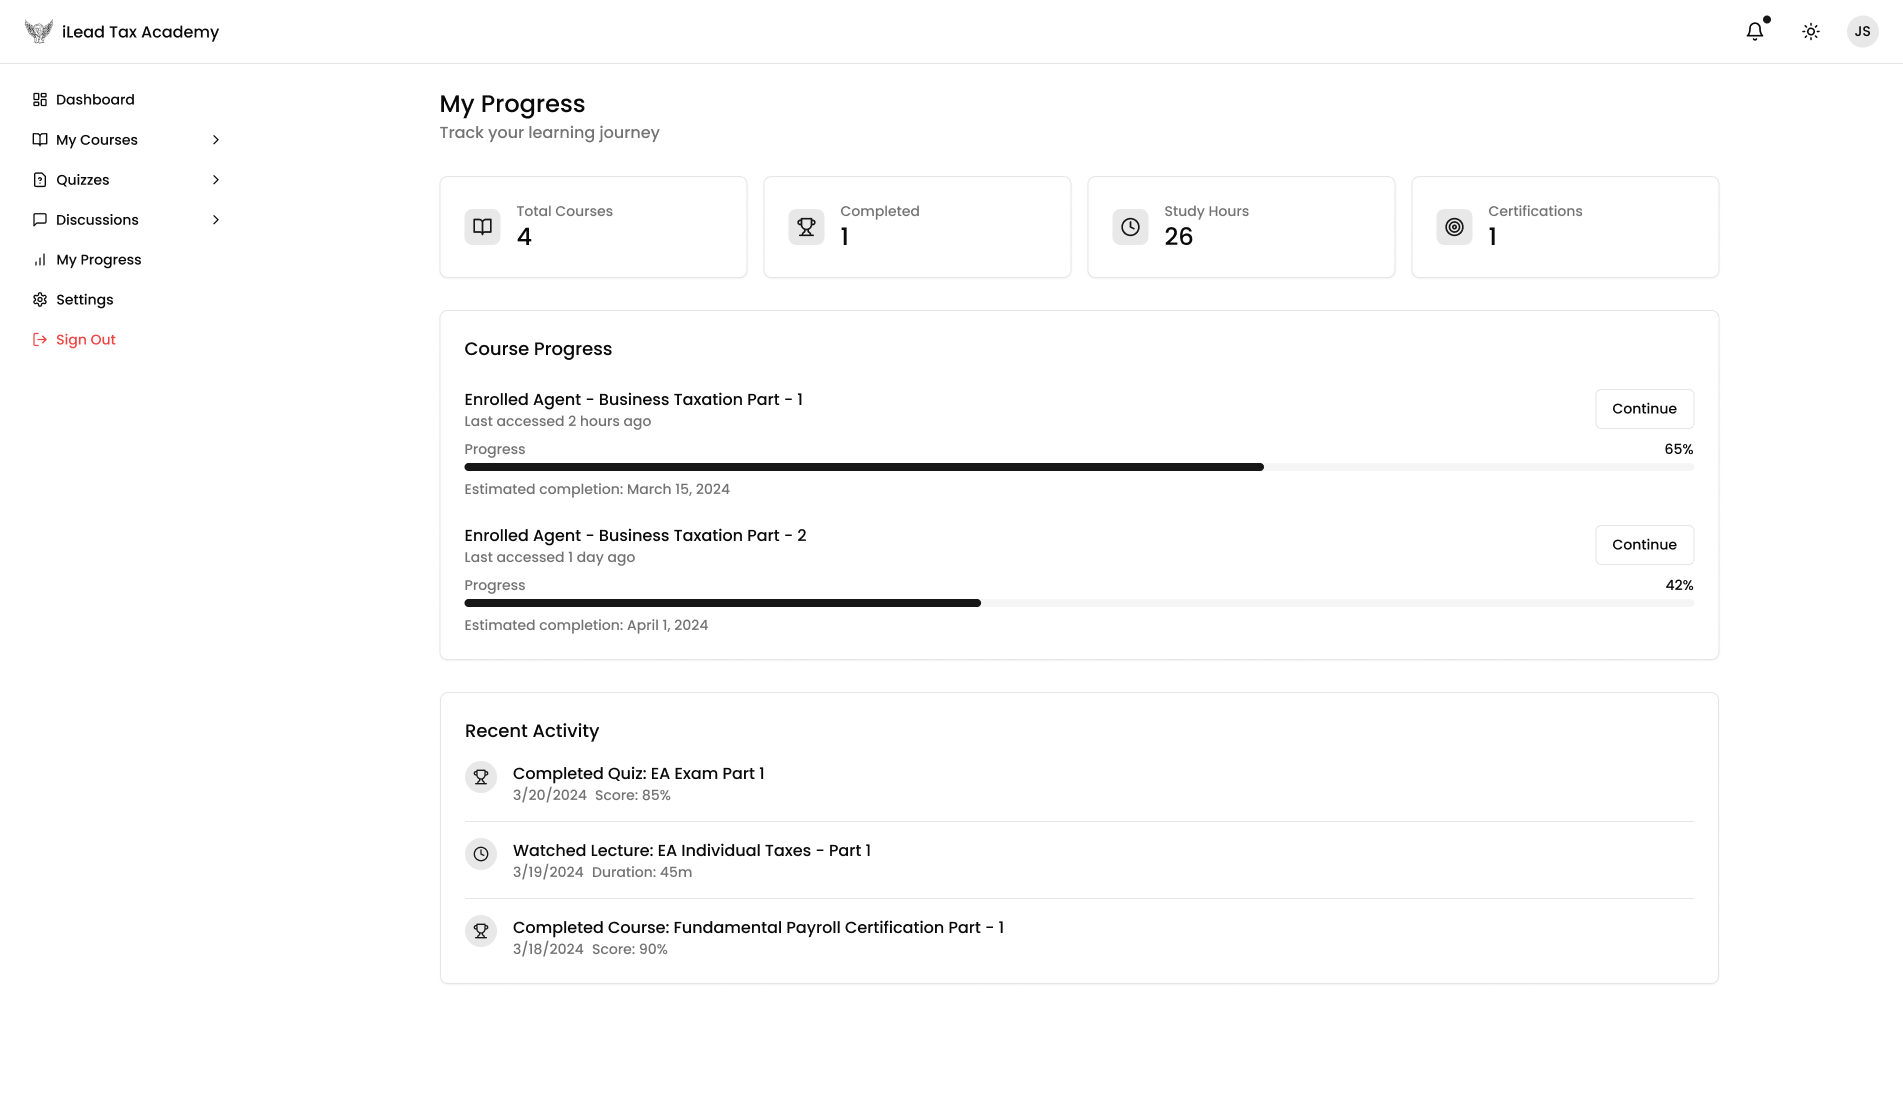 iLead Tax Academy
JS
Dashboard
My Courses
Quizzes
Discussions
My Progress
Settings
Sign Out
My Progress
Track your learning journey
Total Courses
4
Completed
1
Study Hours
26
Certifications
1
Course Progress
Enrolled Agent - Business Taxation Part - 1
Last accessed 2 hours ago
Continue
Progress
65%
Estimated completion: March 15, 2024
Enrolled Agent - Business Taxation Part - 2
Last accessed 1 day ago
Continue
Progress
42%
Estimated completion: April 1, 2024
Recent Activity
Completed Quiz: EA Exam Part 1
3/20/2024 Score: 85%
Watched Lecture: EA Individual Taxes - Part 1
3/19/2024 Duration: 45m
Completed Course: Fundamental Payroll Certification Part - 1
3/18/2024 Score: 90%